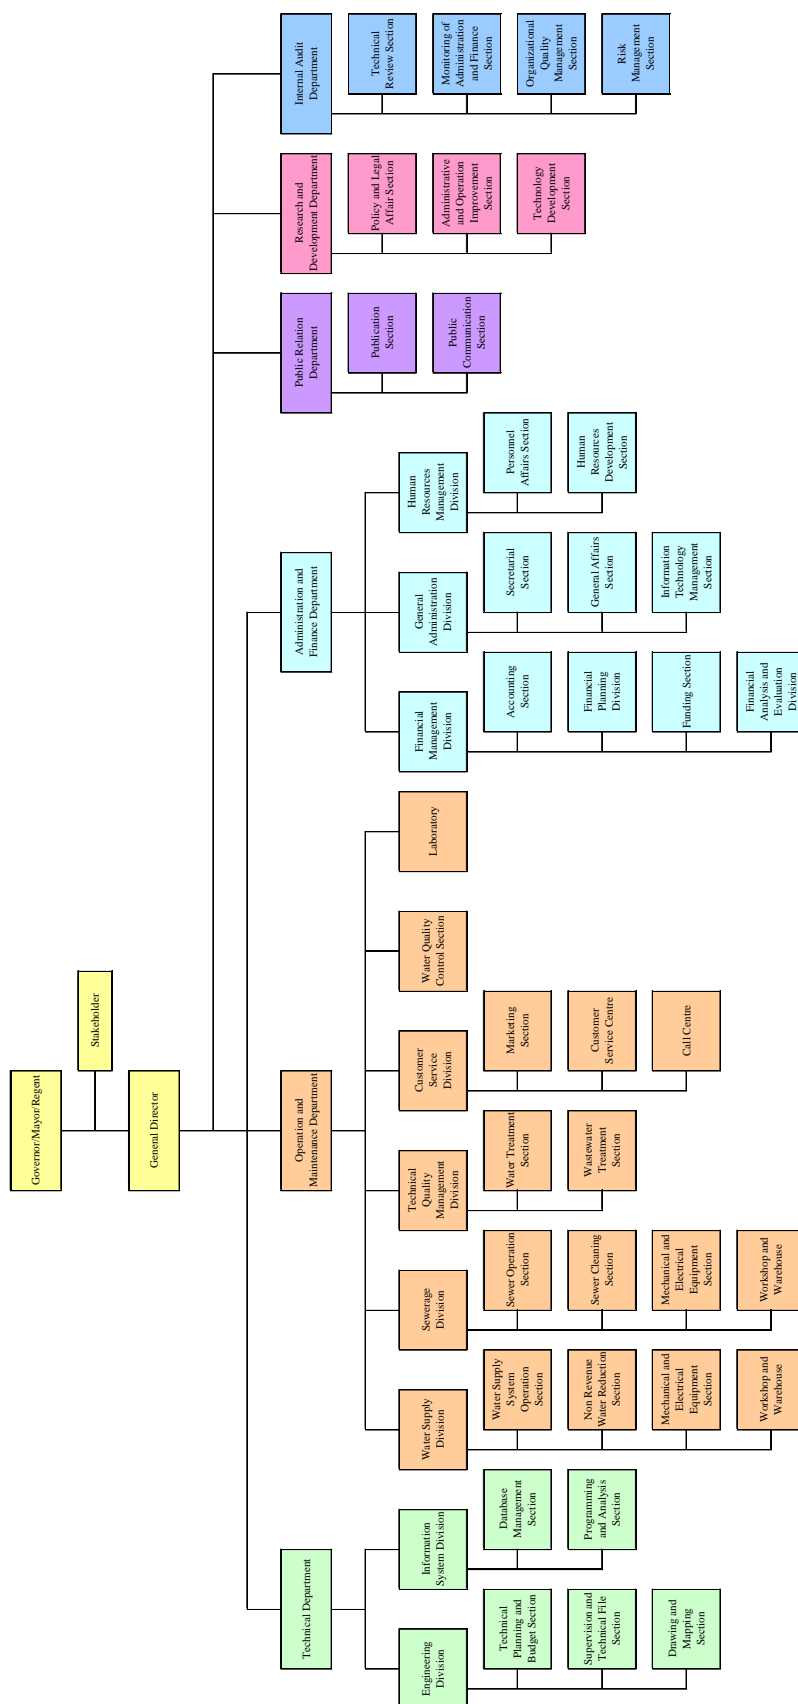 Governor/Mayor/Regent
Stakeholder
General Director
Technical Department
Operation and
Maintenance Department
Administration and
Finance Department
Public Relation
Department
Research and
Development Department
Internal Audit
Department
Engineering
Division
Information
System Division
Water Supply
Division
Sewerage
Division
Technical
Quality
Management
Division
Customer
Service
Division
Water Quality
Control Section
Laboratory
Financial
Management
Division
General
Administration
Division
Human
Resources
Management
Division
Publication
Section
Policy and Legal
Affair Section
Technical
Review Section
Public
Communication
Section
Administrative
and Operation
Improvement
Section
Monitoring of
Administration
and Finance
Section
Technology
Development
Section
Organizational
Quality
Management
Section
Risk
Management
Section
Technical
Planning and
Budget Section
Database
Management
Section
Water Supply
System
Operation
Section
Sewer Operation
Section
Water Treatment
Section
Marketing
Section
Accounting
Section
Secretarial
Section
Personnel
Affairs Section
Supervision and
Technical File
Section
Programming
and Analysis
Section
Non Revenue
Water Reduction
Section
Sewer Cleaning
Section
Wastewater
Treatment
Section
Customer
Service Centre
Financial
Planning
Division
General Affairs
Section
Human
Resources
Development
Section
Drawing and
Mapping
Section
Mechanical and
Electrical
Equipment
Section
Mechanical and
Electrical
Equipment
Section
Call Centre
Funding Section
Information
Technology
Management
Section
Workshop and
Warehouse
Workshop and
Warehouse
Financial
Analysis and
Evaluation
Division